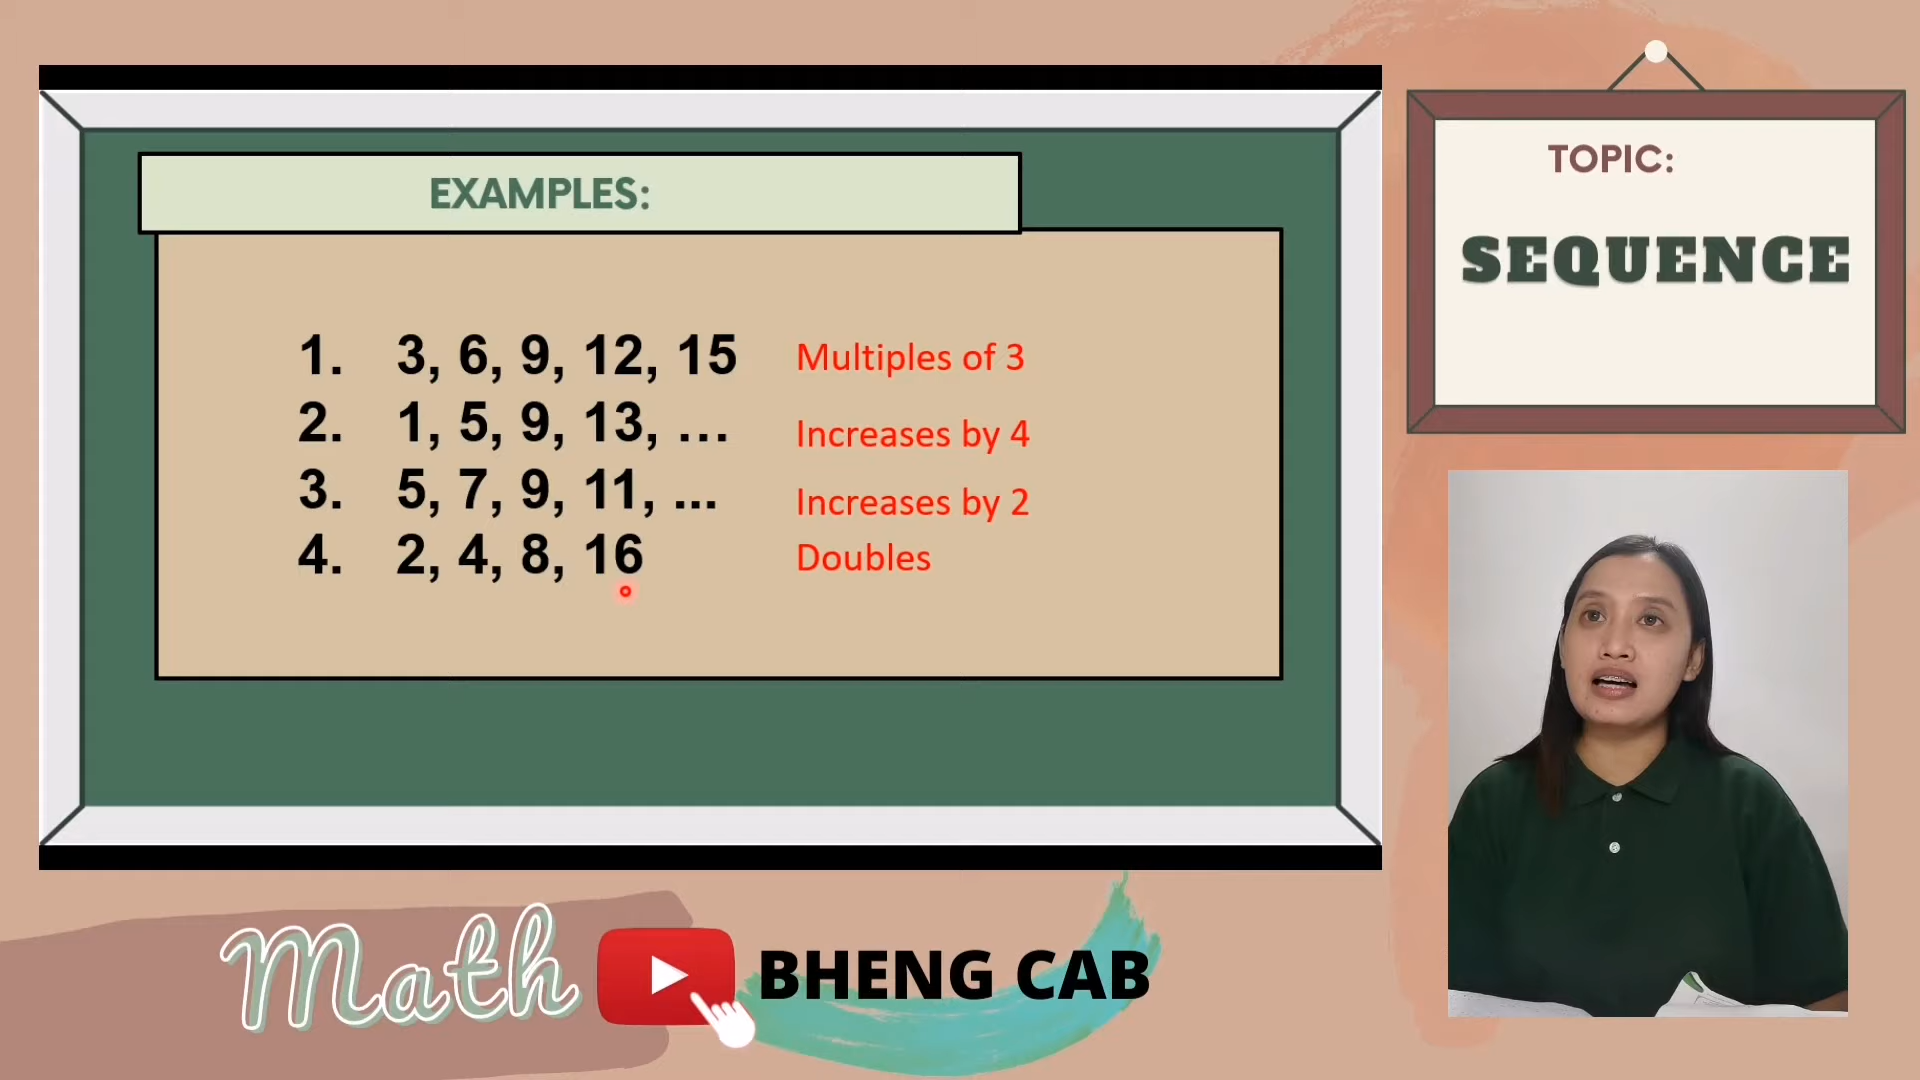 EXAMPLES:
1. 3, 6, 9, 12, 15 Multiples of 3
2. 1, 5, 9, 13, … Increases by 4
3. 5, 7, 9, 11, ... Increases by 2
4. 2, 4, 8, 16 Doubles
TOPIC:
SEQUENCE
Math BHENG CAB